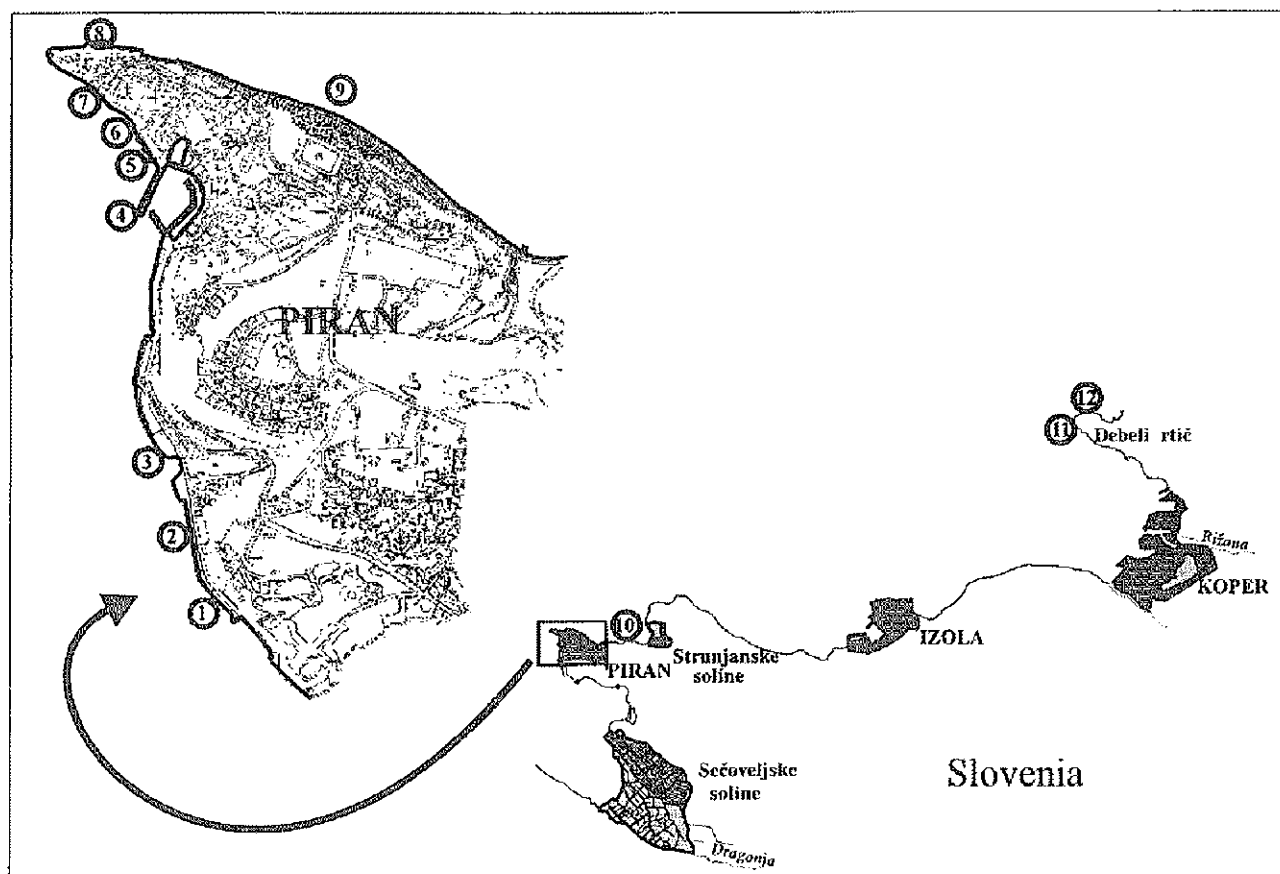 8
9
7
6
5
4
PIRAN
3
2
1
12
11
Debeli rtič
Rižana
KOPER
10
IZOLA
PIRAN
Strunjanske
soline
Sečoveljske
soline
Slovenia
Dragonja